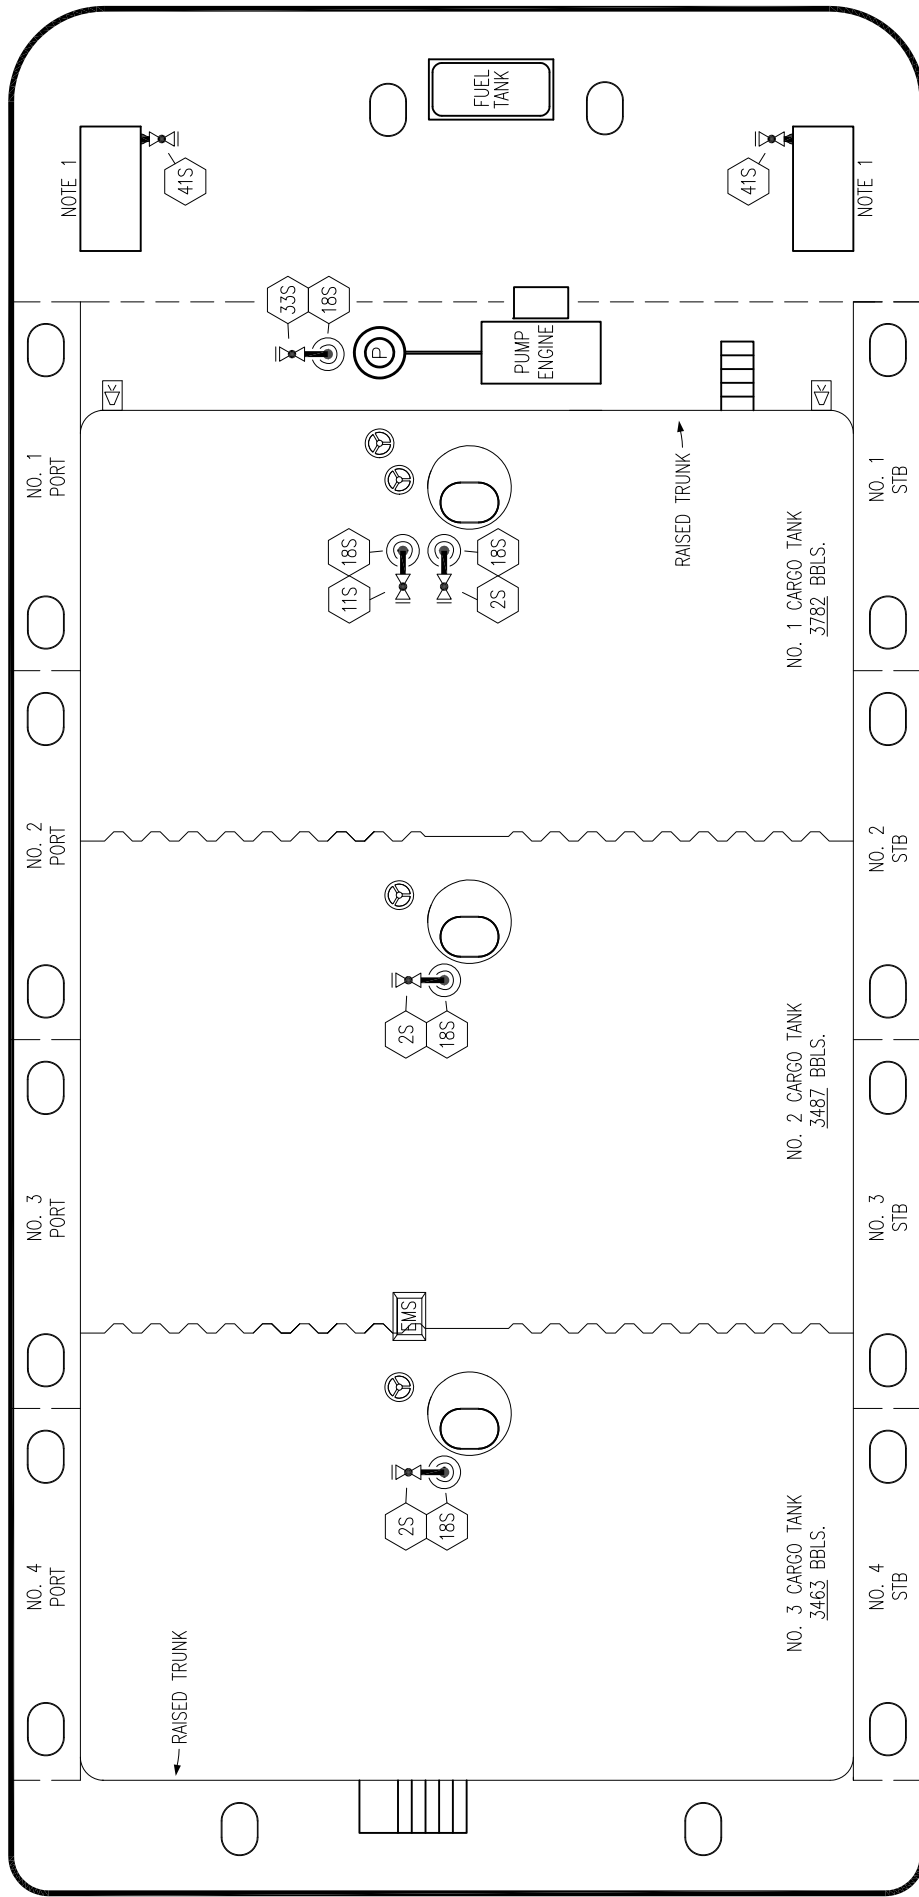 NOTE 1
41S
FUEL
TANK
41S
NOTE 1
33S
18S
P
PUMP
ENGINE
NO. 1
PORT
18S
11S
18S
2S
RAISED TRUNK
NO. 1 CARGO TANK
3782 BBLS.
NO. 1
STB
NO. 2
PORT
2S
18S
NO. 2 CARGO TANK
3487 BBLS.
NO. 2
STB
NO. 3
PORT
EMS
NO. 3
STB
NO. 4
PORT
2S
18S
NO. 3 CARGO TANK
3463 BBLS.
NO. 4
STB
RAISED TRUNK